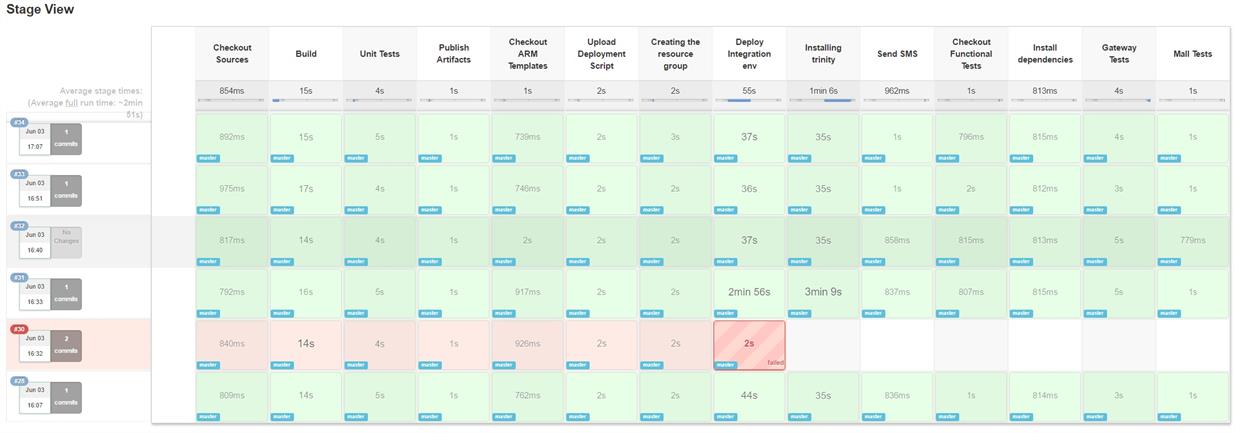 Stage View
Checkout Sources Build Unit Tests Publish Artifacts Checkout ARM Templates Upload Deployment Script Creating the resource group Deploy Integration env Installing trinity Send SMS Checkout Functional Tests Install dependencies Gateway Tests Mall Tests
Average stage times: 854ms 15s 4s 1s 1s 2s 2s 55s 1min 6s 962ms 1s 813ms 4s 1s
(Average full run time: ~2min
51s)
#34 Jun 03 17:07 1 commits
892ms 15s 5s 1s 739ms 2s 3s 37s 35s 1s 796ms 815ms 4s 1s
master master master master master master master master master master master master master master
#33 Jun 03 16:51 1 commits
975ms 17s 4s 1s 746ms 2s 2s 36s 35s 1s 2s 812ms 3s 1s
master master master master master master master master master master master master master master
#32 Jun 03 16:40 No Changes
817ms 14s 4s 1s 2s 2s 2s 37s 35s 858ms 815ms 813ms 5s 779ms
master master master master master master master master master master master master master master
#31 Jun 03 16:33 1 commits
792ms 16s 5s 1s 917ms 2s 2s 2min 56s 3min 9s 837ms 807ms 815ms 5s 1s
master master master master master master master master master master master master master master
#30 Jun 03 16:32 2 commits
840ms 14s 4s 1s 926ms 2s 2s 2s
master master master master master master master master failed
Jun 03 16:07 1 commits
809ms 14s 5s 1s 762ms 2s 2s 44s 35s 836ms 1s 814ms 3s 1s
master master master master master master master master master master master master master master